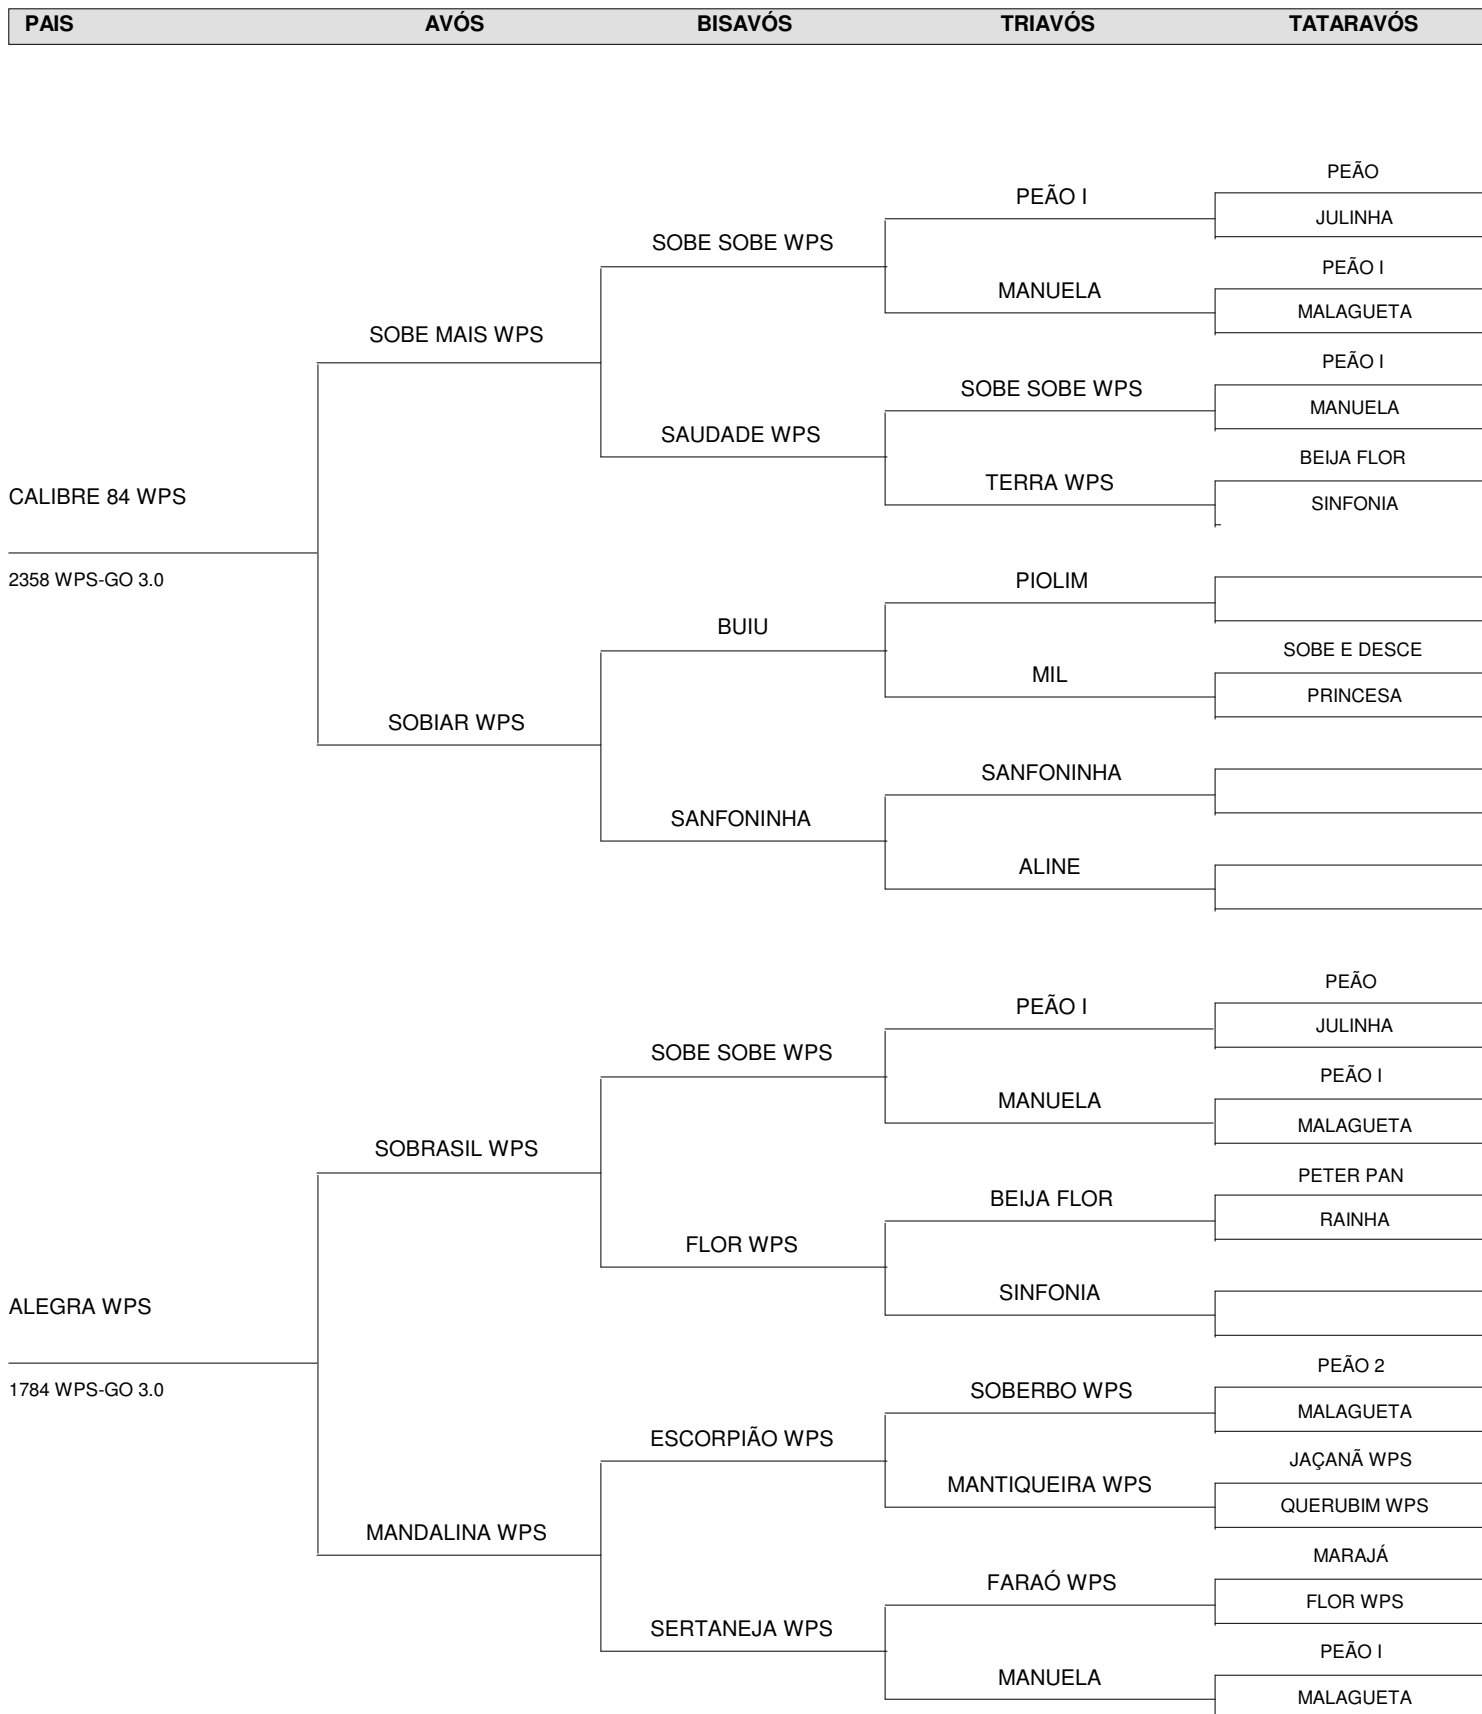 PAIS AVÓS BISAVÓS TRIAVÓS TATARAVÓS
PEÃO
PEÃO I
JULINHA
SOBE SOBE WPS
PEÃO I
MANUELA
MALAGUETA
SOBE MAIS WPS
PEÃO I
SOBE SOBE WPS
MANUELA
SAUDADE WPS
BEIJA FLOR
TERRA WPS
CALIBRE 84 WPS
SINFONIA
2358 WPS-GO 3.0
PIOLIM
BUIU
SOBE E DESCE
MIL
PRINCESA
SOBIAR WPS
SANFONINHA
SANFONINHA
ALINE
PEÃO
PEÃO I
JULINHA
SOBE SOBE WPS
PEÃO I
MANUELA
MALAGUETA
SOBRASIL WPS
PETER PAN
BEIJA FLOR
RAINHA
FLOR WPS
SINFONIA
ALEGRA WPS
PEÃO 2
1784 WPS-GO 3.0
SOBERBO WPS
MALAGUETA
ESCORPIÃO WPS
JAÇANÃ WPS
MANTIQUEIRA WPS
QUERUBIM WPS
MANDALINA WPS
MARAJÁ
FARAÓ WPS
FLOR WPS
SERTANEJA WPS
PEÃO I
MANUELA
MALAGUETA